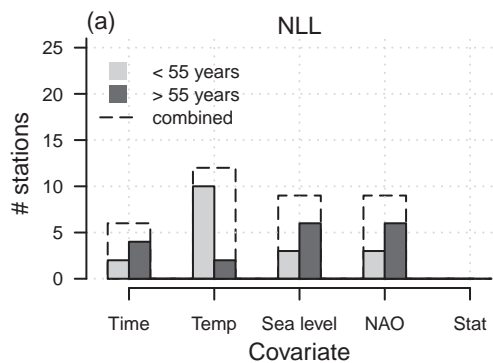 (a) NLL
< 55 years
> 55 years
combined
# stations
25
20
15
10
5
0
Time Temp Sea level NAO Stat
Covariate